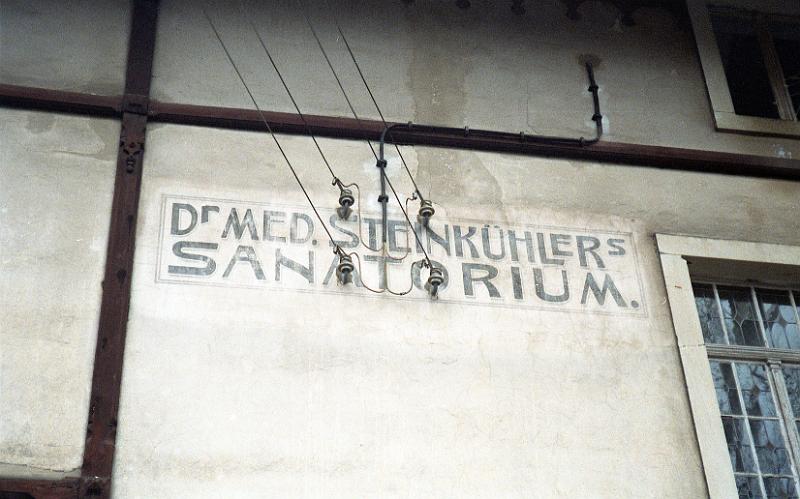 Dr MED. STEINKÜHLERS
SANATORIUM.